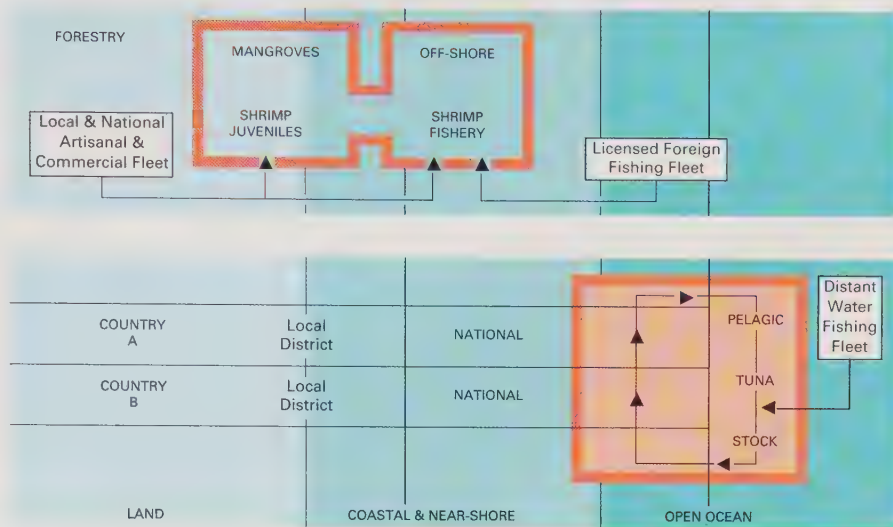 FORESTRY
MANGROVES
OFF-SHORE
Local & National
Artisanal &
Commercial Fleet
SHRIMP
JUVENILES
SHRIMP
FISHERY
Licensed Foreign
Fishing Fleet
COUNTRY
A
Local
District
NATIONAL
PELAGIC
Distant
Water
Fishing
Fleet
COUNTRY
B
Local
District
NATIONAL
TUNA
STOCK
LAND
COASTAL & NEAR-SHORE
OPEN OCEAN